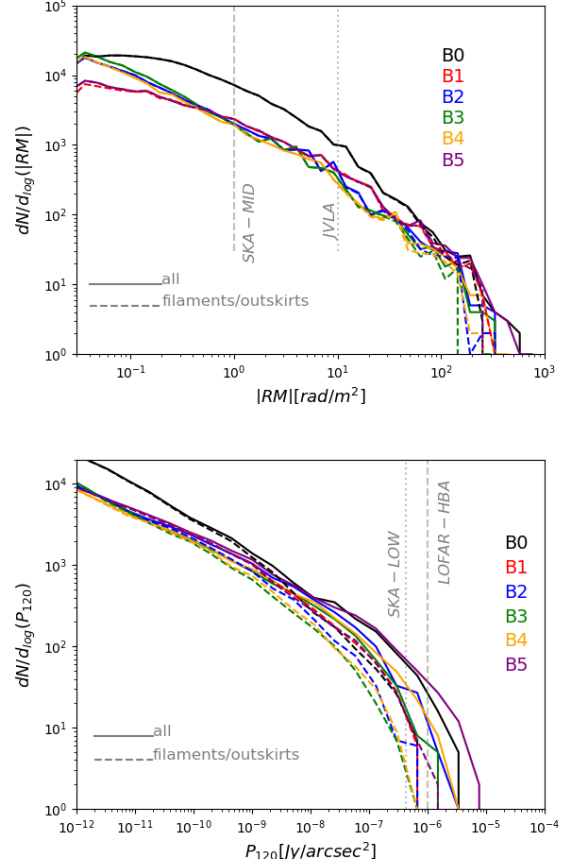 10^5
10^4
10^3
10^2
10^1
10^0
dN/d_log(|RM|)
B0
B1
B2
B3
B4
B5
SKA−MID
JVLA
all
filaments/outskirts
10^-1
10^0
10^1
10^2
10^3
|RM|[rad/m^2]
10^4
10^3
10^2
10^1
10^0
dN/d_log(P_120)
SKA−LOW
LOFAR−HBA
B0
B1
B2
B3
B4
B5
all
filaments/outskirts
10^-12
10^-11
10^-10
10^-9
10^-8
10^-7
10^-6
10^-5
10^-4
P_120[Jy/arcsec^2]